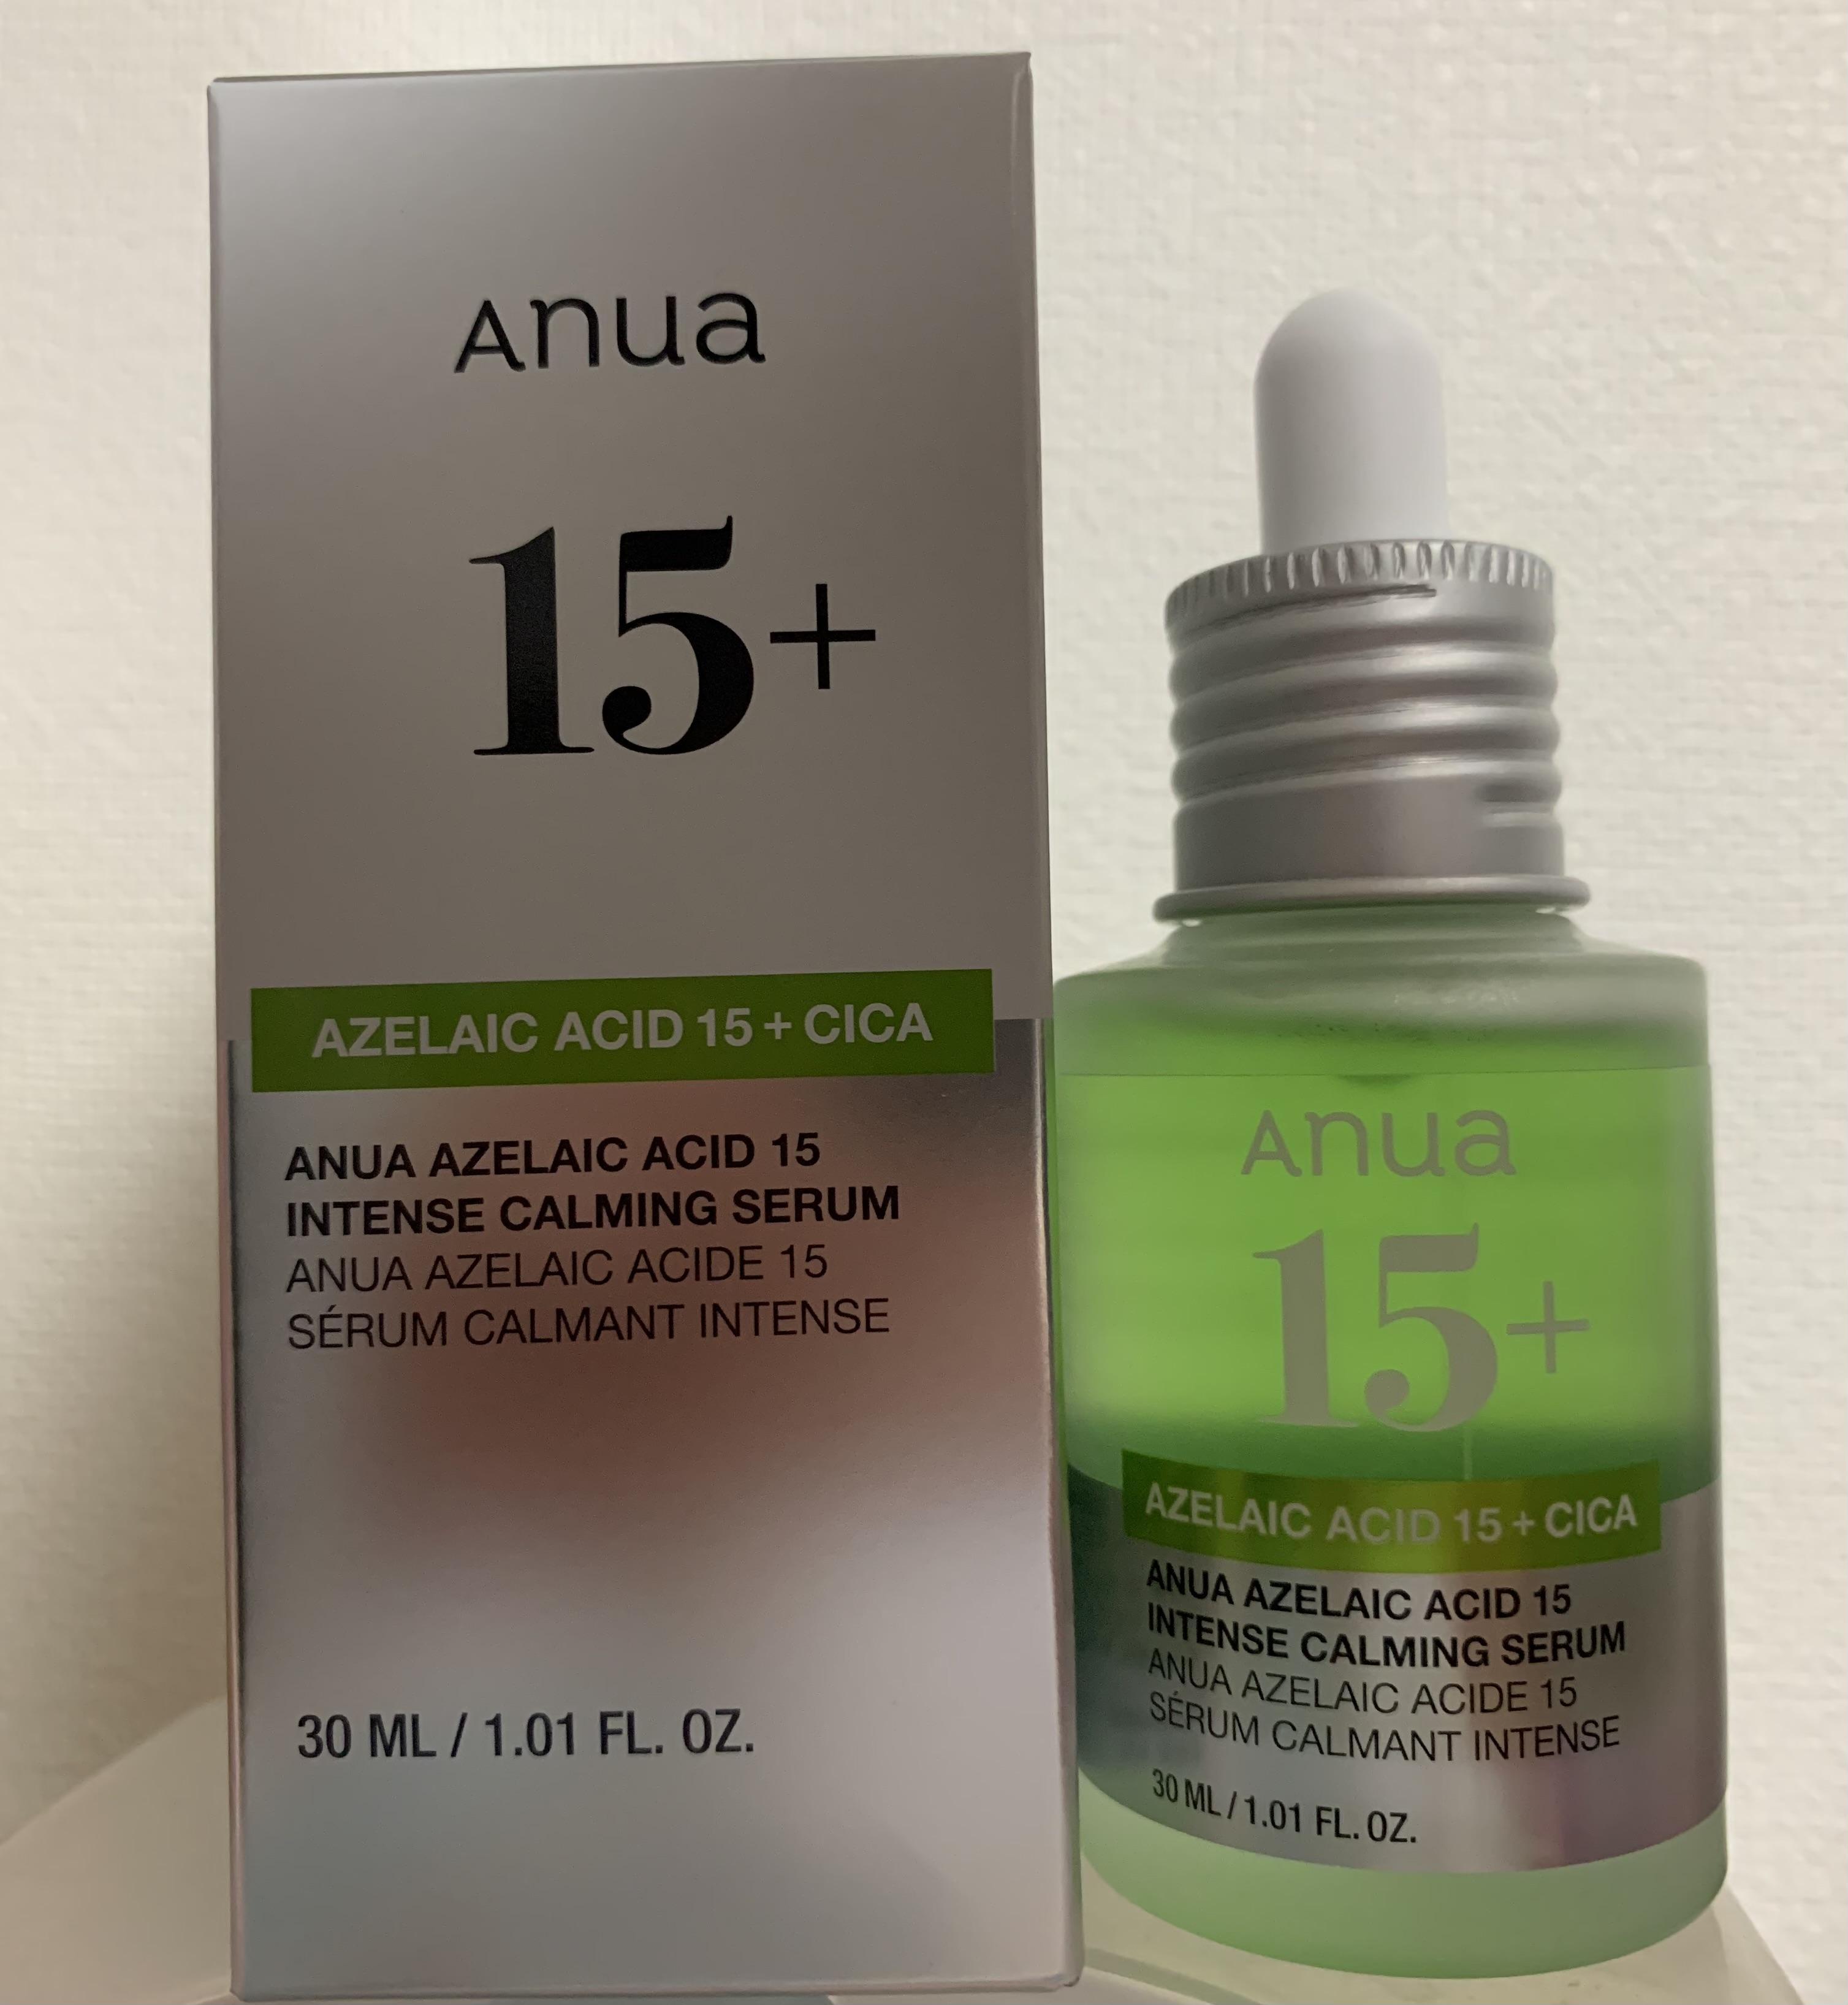 Anua
15+
AZELAIC ACID 15 + CICA
ANUA AZELAIC ACID 15
INTENSE CALMING SERUM
ANUA AZELAIC ACIDE 15
SÉRUM CALMANT INTENSE
30 ML / 1.01 FL. OZ.
Anua
15+
AZELAIC ACID 15 + CICA
ANUA AZELAIC ACID 15
INTENSE CALMING SERUM
ANUA AZELAIC ACIDE 15
SÉRUM CALMANT INTENSE
30 ML / 1.01 FL. OZ.